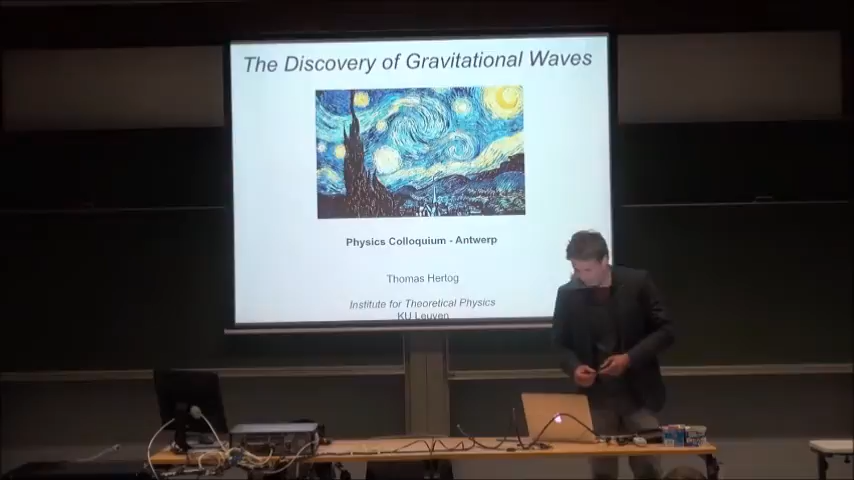 The Discovery of Gravitational Waves
Physics Colloquium - Antwerp
Thomas Hertog
Institute for Theoretical Physics
KU Leuven